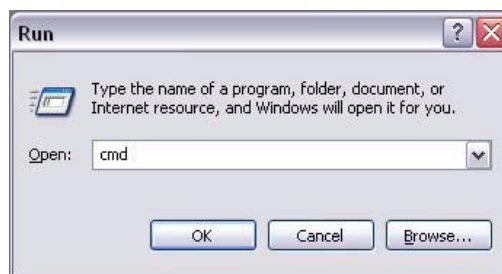 Run
Type the name of a program, folder, document, or
Internet resource, and Windows will open it for you.
Open: cmd
OK Cancel Browse...